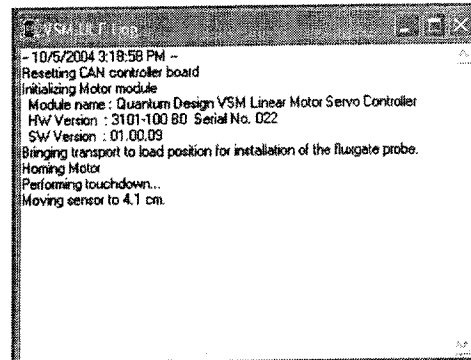 VSM ULF Log
- 10/5/2004 3:18:58 PM --
Resetting CAN controller board
Initializing Motor module
Module name : Quantum Design VSM Linear Motor Servo Controller
HW Version : 3101-100 B0 Serial No. 022
SW Version : 01.00.09
Bringing transport to load position for installation of the fluxgate probe.
Homing Motor
Performing touchdown...
Moving sensor to 4.1 cm.